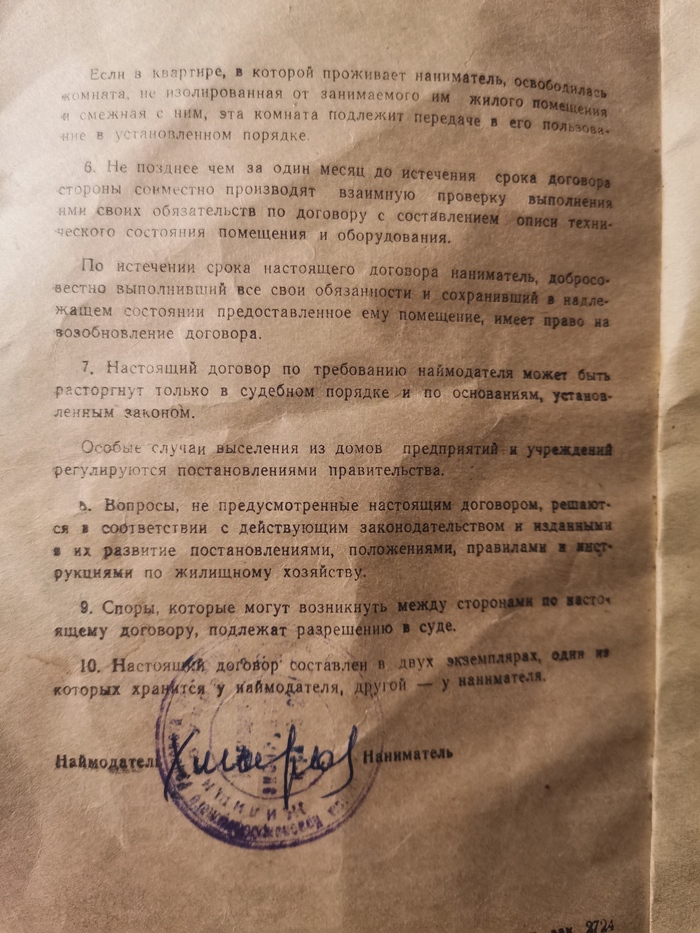 Если в квартире, в которой проживает наниматель, освободилась
комната, не изолированная от занимаемого им жилого помещения
и смежная с ним, эта комната подлежит передаче в его пользова-
ние в установленном порядке.
6. Не позднее чем за один месяц до истечения срока договора
стороны совместно производят взаимную проверку выполнения
ими своих обязательств по договору с составлением описи техни-
ческого состояния помещения и оборудования.
По истечении срока настоящего договора наниматель, добросо-
вестно выполнивший все свои обязанности и сохранивший в надле-
жащем состоянии предоставленное ему помещение, имеет право на
возобновление договора.
7. Настоящий договор по требованию наймодателя может быть
расторгнут только в судебном порядке и по основаниям, установ-
ленным законом.
Особые случаи выселения из домов предприятий и учреждений
регулируются постановлениями правительства.
8. Вопросы, не предусмотренные настоящим договором, решают-
ся в соответствии с действующим законодательством и изданными
в их развитие постановлениями, положениями, правилами и инст-
рукциями по жилищному хозяйству.
9. Споры, которые могут возникнуть между сторонами по насто-
ящему договору, подлежат разрешению в суде.
10. Настоящий договор составлен в двух экземплярах, один из
которых хранится у наймодателя, другой — у нанимателя.
Наймодатель Наниматель
зак. 2724